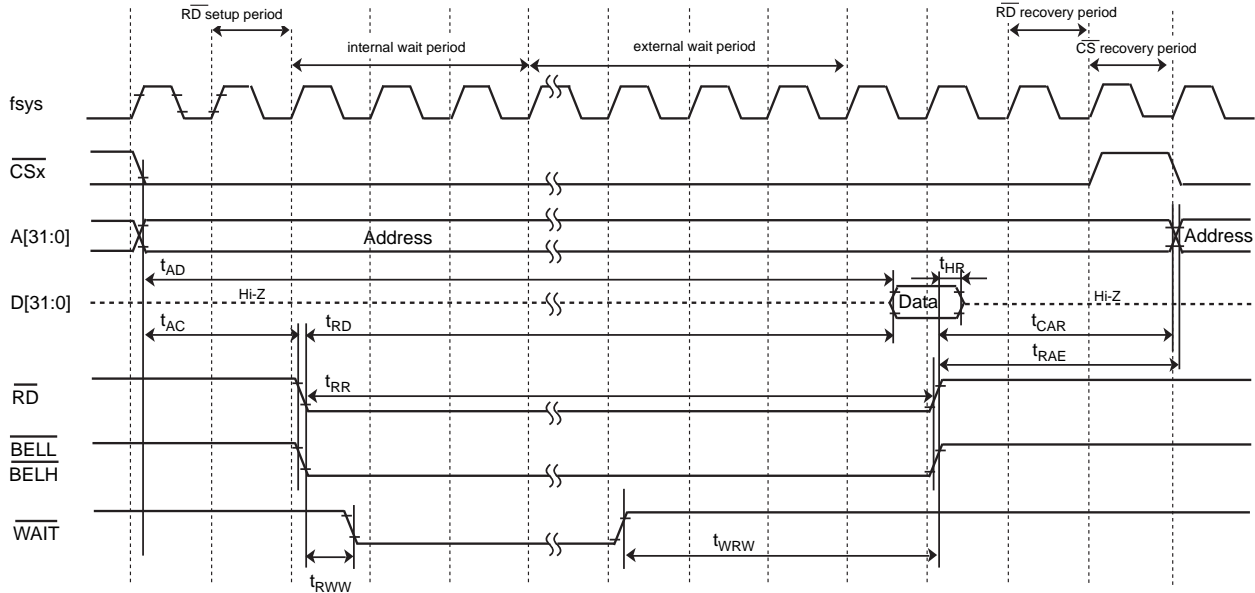 RD setup period
RD recovery period
internal wait period
external wait period
CS recovery period
fsys
CSx
A[31:0]
Address
Address
tAD
tHR
D[31:0]
Hi-Z
Data
Hi-Z
tAC
tRD
tCAR
tRAE
RD
tRR
BELL
BELH
WAIT
tWRW
tRWW